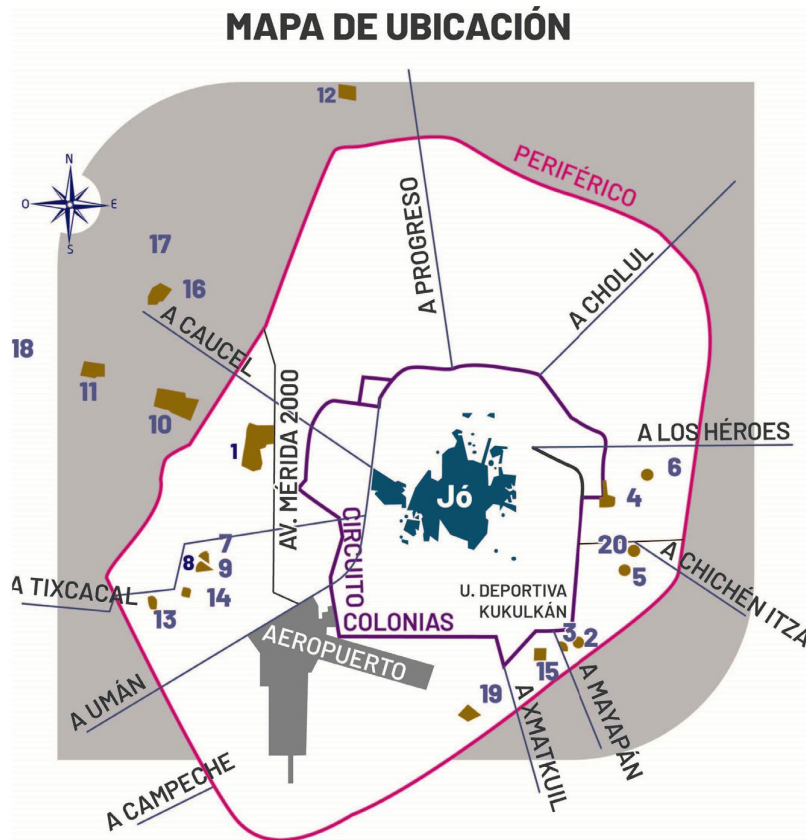 MAPA DE UBICACIÓN
12
PERIFÉRICO
N
O
E
S
A PROGRESO
A CHOLUL
17
16
A CAUCEL
18
11
10
AV. MÉRIDA 2000
1
A LOS HÉROES
6
Jó
4
7
8
9
20
A CHICHÉN ITZÁ
5
A TIXCACAL
14
13
CIRCUITO
COLONIAS
U. DEPORTIVA
KUKULKÁN
AEROPUERTO
3
2
15
19
A UMÁN
A MAYAPÁN
A XMATKUIL
A CAMPECHE